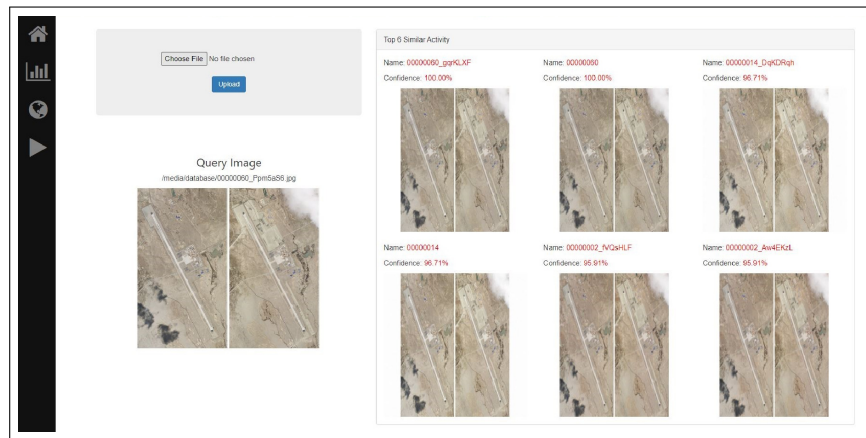 Choose File No file chosen
Upload
Query Image
/media/database/00000060_Ppm5aS6.jpg
Top 6 Similar Activity
Name: 00000060_gqrKLXF
Confidence: 100.00%
Name: 00000060
Confidence: 100.00%
Name: 00000014_DqKDRqh
Confidence: 96.71%
Name: 00000014
Confidence: 96.71%
Name: 00000002_fVQsHLF
Confidence: 95.91%
Name: 00000002_Aw4EKzL
Confidence: 95.91%